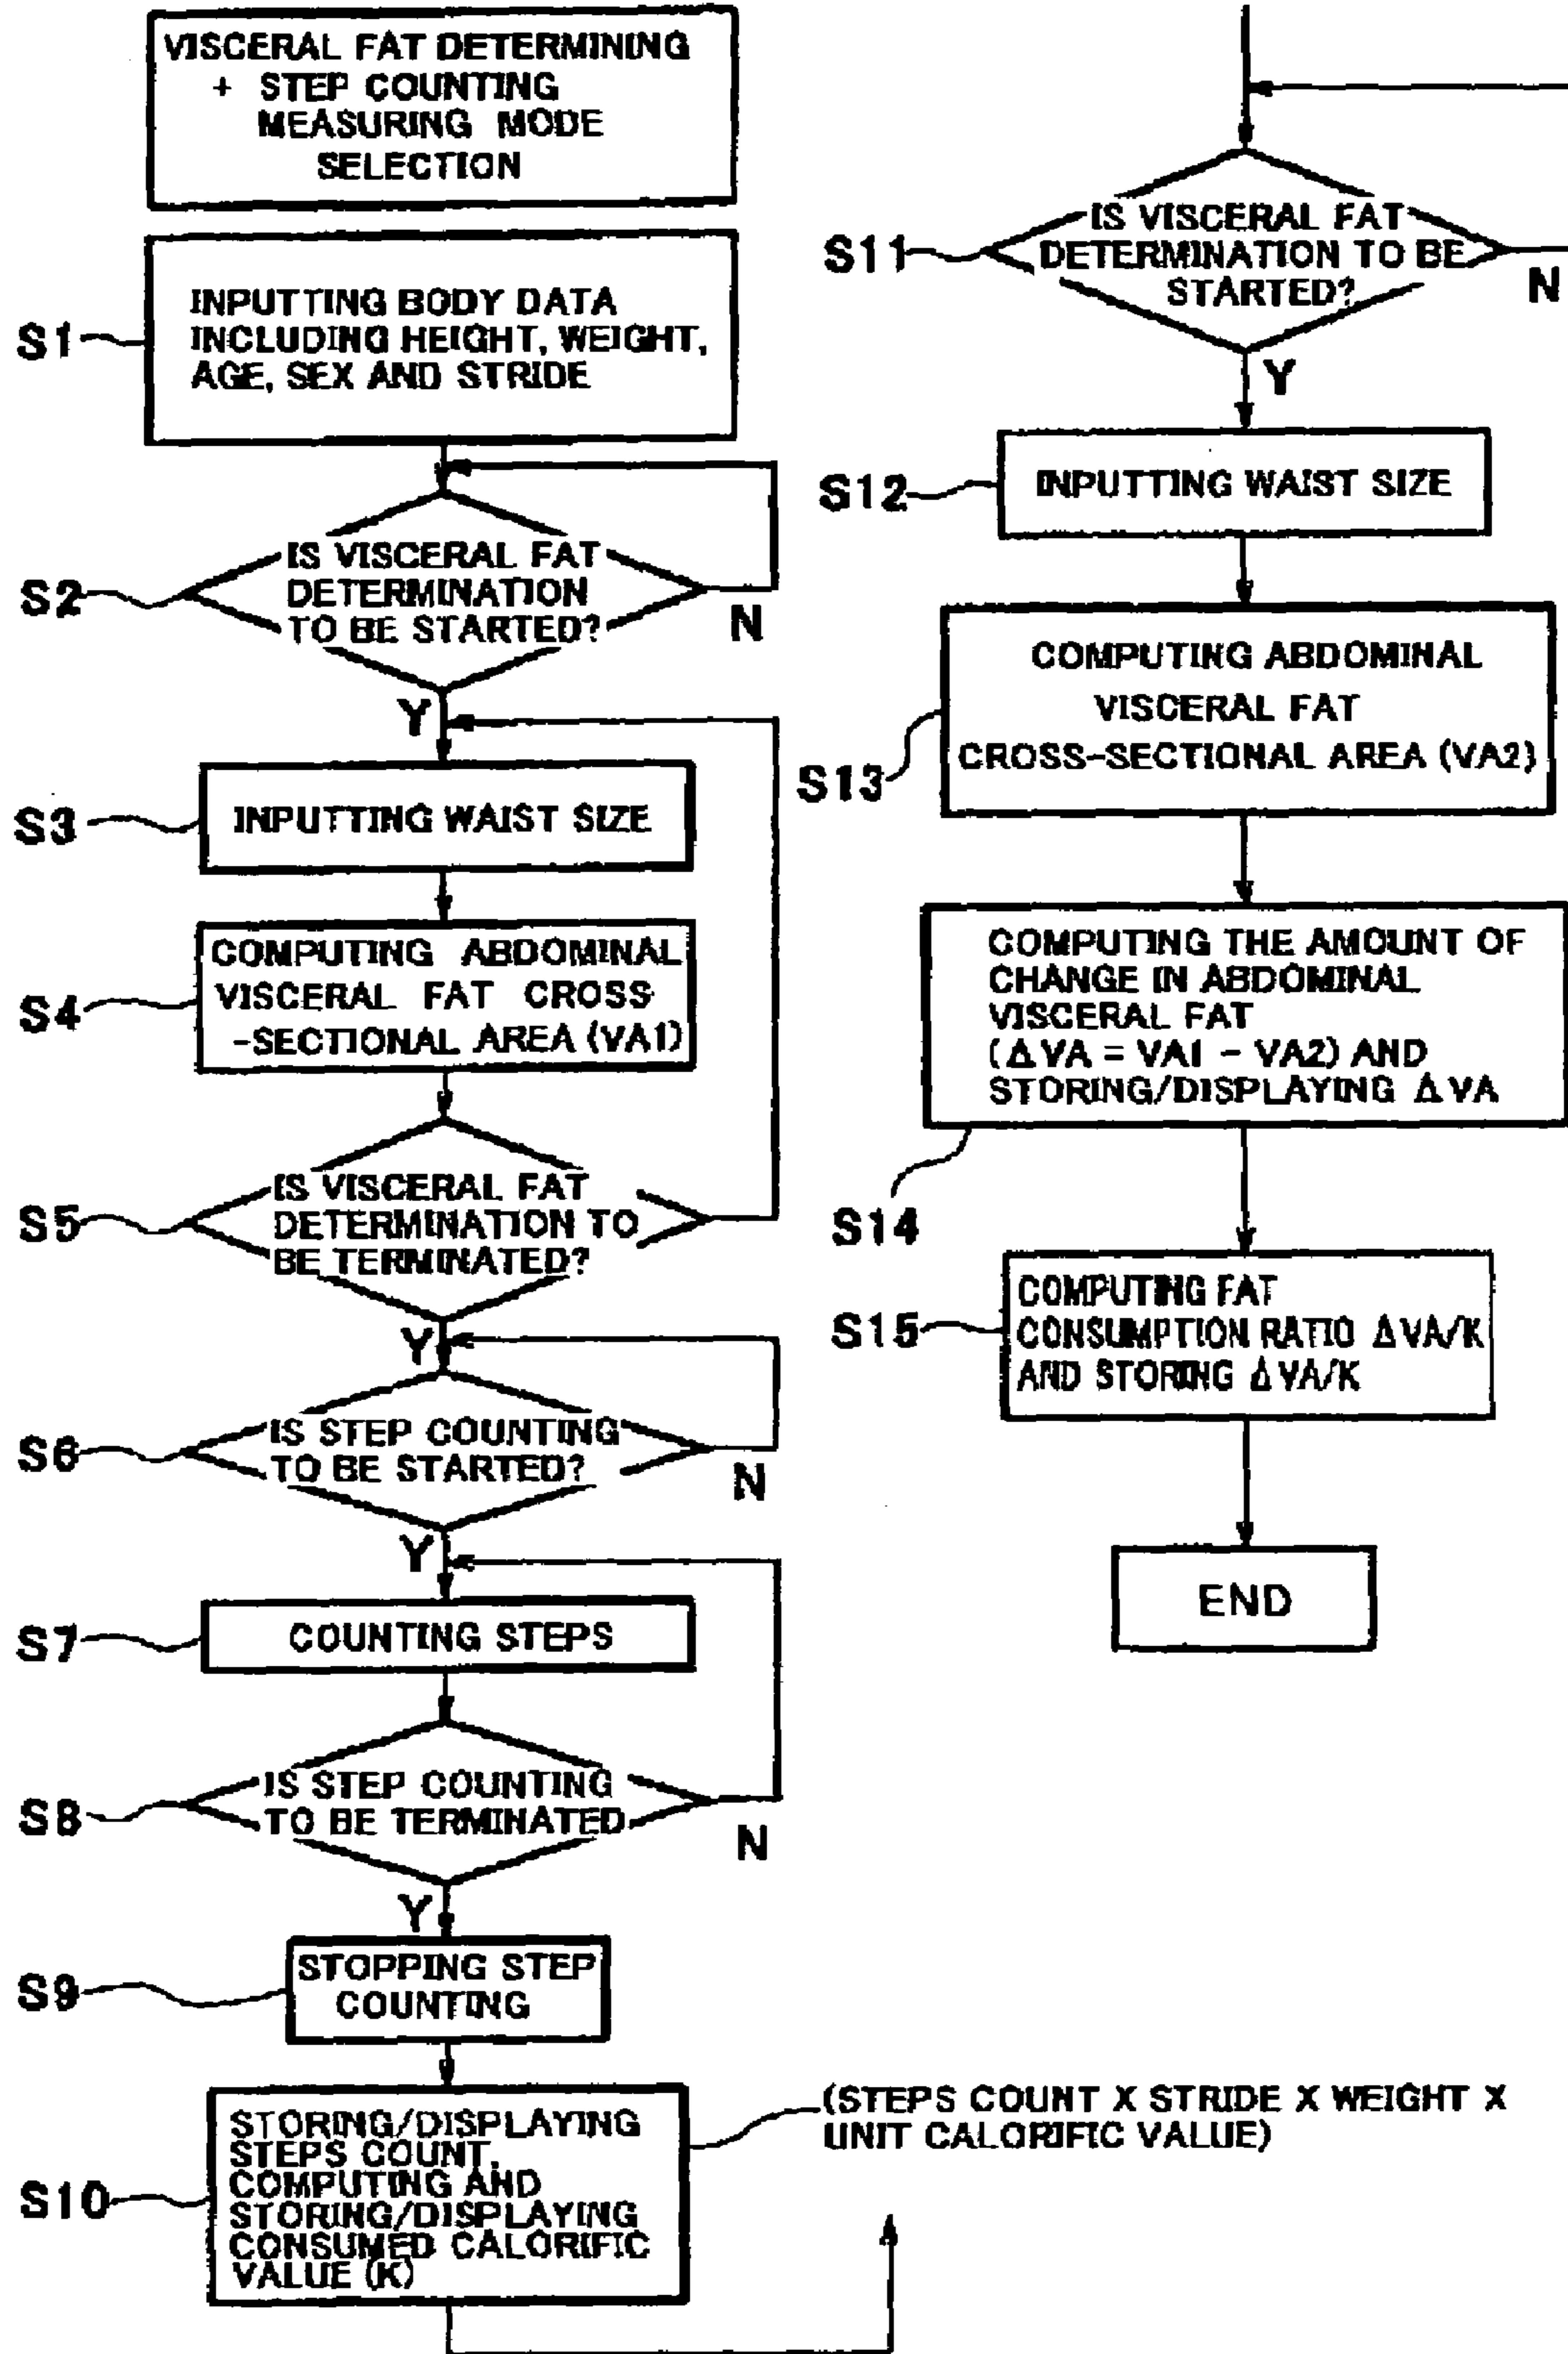 VISCERAL FAT DETERMINING
+ STEP COUNTING
MEASURING MODE
SELECTION
S1
INPUTTING BODY DATA
INCLUDING HEIGHT, WEIGHT,
AGE, SEX AND STRIDE
S2
IS VISCERAL FAT
DETERMINATION
TO BE STARTED?
N
Y
S3
INPUTTING WAIST SIZE
S4
COMPUTING ABDOMINAL
VISCERAL FAT CROSS
-SECTIONAL AREA (VA1)
S5
IS VISCERAL FAT
DETERMINATION TO
BE TERMINATED?
Y
S6
IS STEP COUNTING
TO BE STARTED?
N
Y
S7
COUNTING STEPS
S8
IS STEP COUNTING
TO BE TERMINATED
N
Y
S9
STOPPING STEP
COUNTING
S10
STORING/DISPLAYING
STEPS COUNT,
COMPUTING AND
STORING/DISPLAYING
CONSUMED CALORIFIC
VALUE (K)
(STEPS COUNT X STRIDE X WEIGHT X
UNIT CALORIFIC VALUE)
S11
IS VISCERAL FAT
DETERMINATION TO BE
STARTED?
N
Y
S12
INPUTTING WAIST SIZE
S13
COMPUTING ABDOMINAL
VISCERAL FAT
CROSS-SECTIONAL AREA (VA2)
S14
COMPUTING THE AMOUNT OF
CHANGE IN ABDOMINAL
VISCERAL FAT
(ΔVA = VA1 - VA2) AND
STORING/DISPLAYING ΔVA
S15
COMPUTING FAT
CONSUMPTION RATIO ΔVA/K
AND STORING ΔVA/K
END